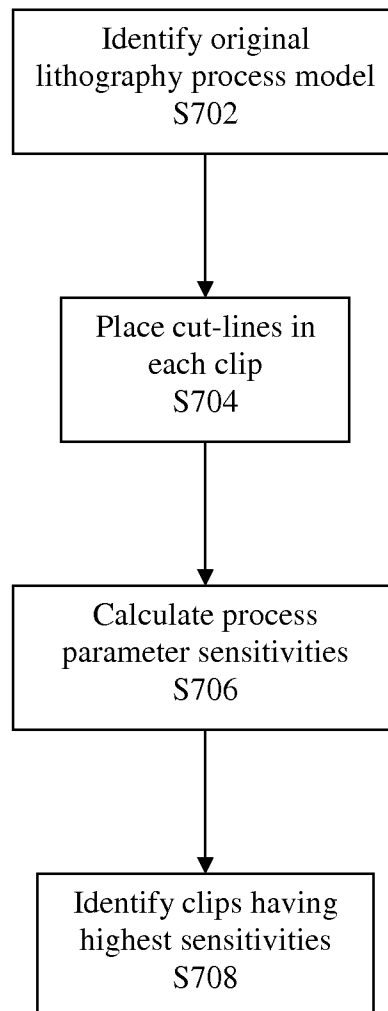 Identify original
lithography process model
S702
Place cut-lines in
each clip
S704
Calculate process
parameter sensitivities
S706
Identify clips having
highest sensitivities
S708